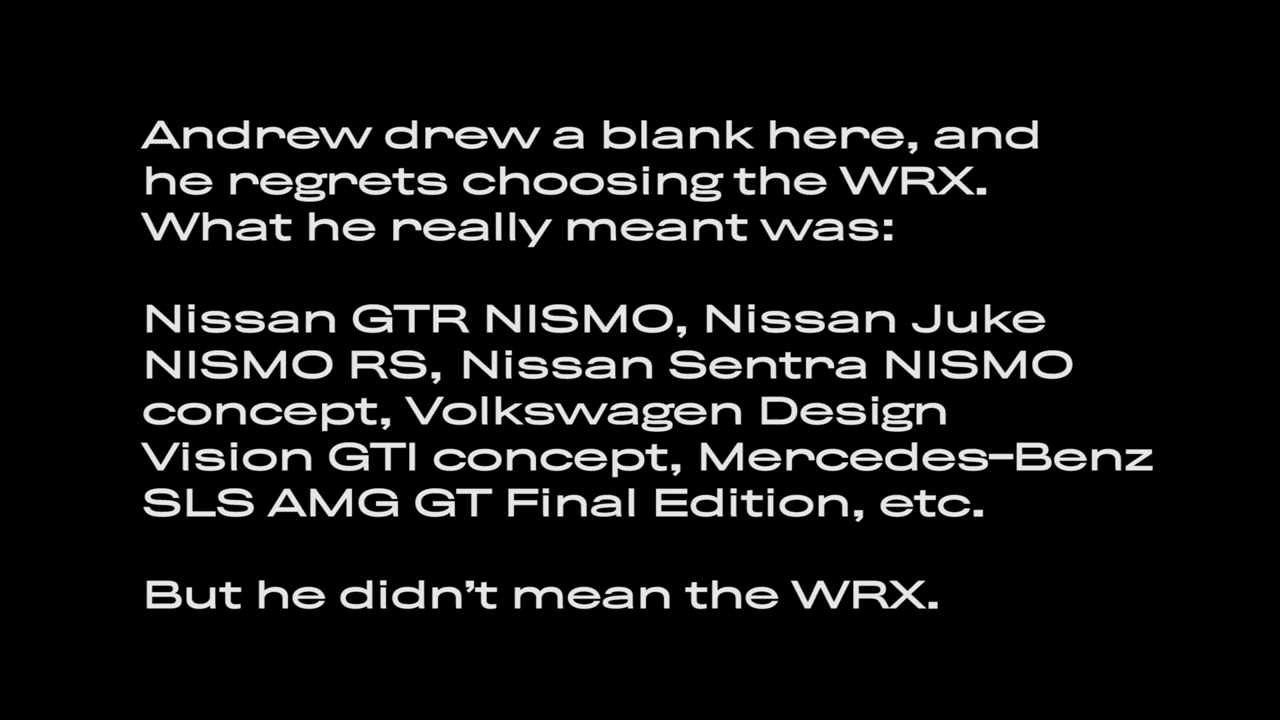 Andrew drew a blank here, and
he regrets choosing the WRX.
What he really meant was:
Nissan GTR NISMO, Nissan Juke
NISMO RS, Nissan Sentra NISMO
concept, Volkswagen Design
Vision GTI concept, Mercedes-Benz
SLS AMG GT Final Edition, etc.
But he didn’t mean the WRX.